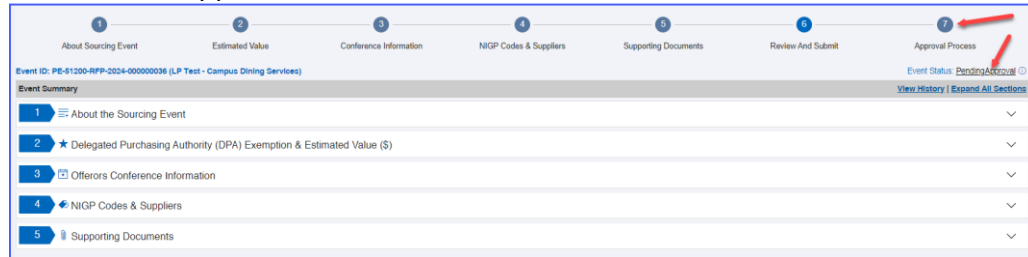 1 2 3 4 5 6 7
About Sourcing Event Estimated Value Conference Information NIGP Codes & Suppliers Supporting Documents Review And Submit Approval Process
Event ID: PE-51200-RFP-2024-000000036 (LP Test - Campus Dining Services) Event Status: PendingApproval
Event Summary View History | Expand All Sections
1 About the Sourcing Event
2 Delegated Purchasing Authority (DPA) Exemption & Estimated Value ($)
3 Offerors Conference Information
4 NIGP Codes & Suppliers
5 Supporting Documents